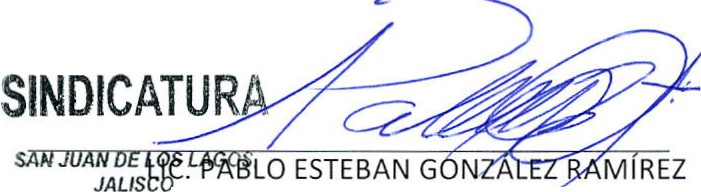 SINDICATURA
SAN JUAN DE LOS LAGOS
LIC. PABLO ESTEBAN GONZÁLEZ RAMÍREZ
JALISCO